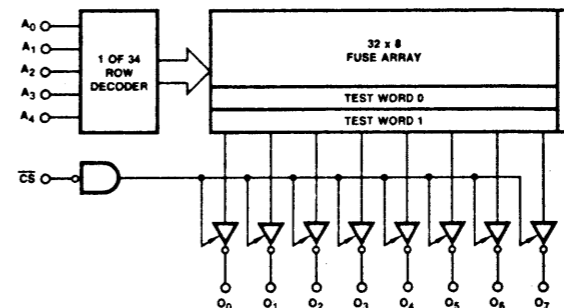 A0
A1
A2
A3
A4
1 OF 34
ROW
DECODER
32 x 8
FUSE ARRAY
TEST WORD 0
TEST WORD 1
CS
O0
O1
O2
O3
O4
O5
O6
O7